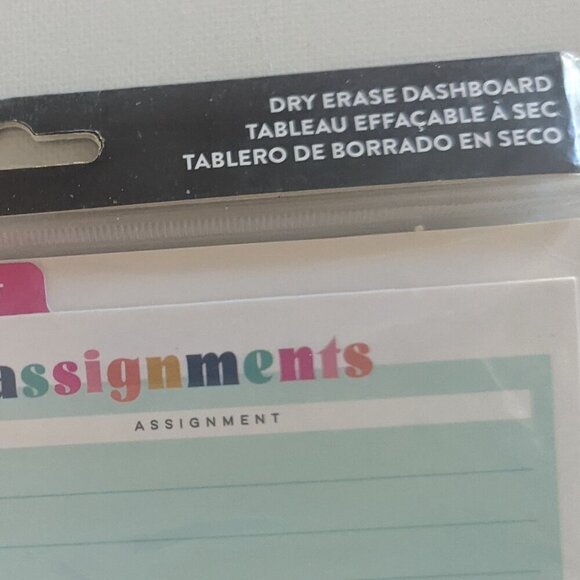 DRY ERASE DASHBOARD
TABLEAU EFFAÇABLE À SEC
TABLERO DE BORRADO EN SECO
assignments
ASSIGNMENT